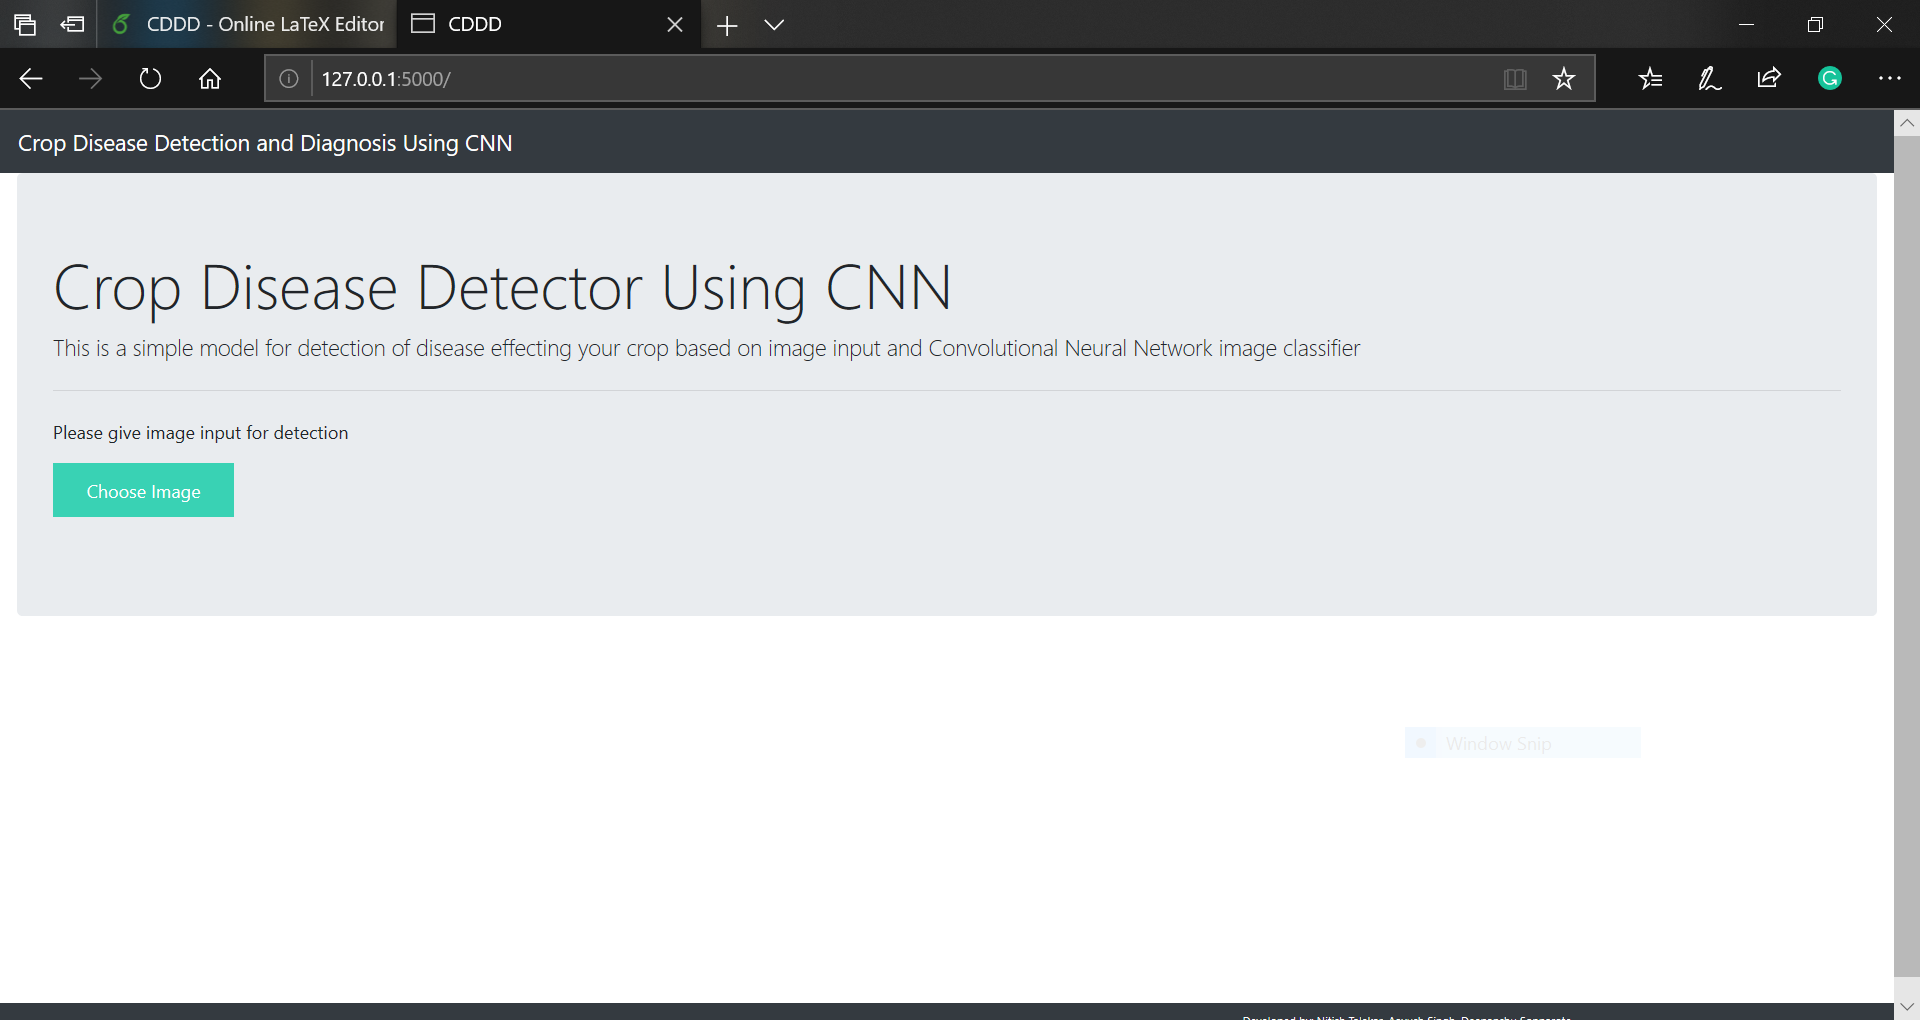 CDDD - Online LaTeX Editor
CDDD
127.0.0.1:5000/
Crop Disease Detection and Diagnosis Using CNN
Crop Disease Detector Using CNN
This is a simple model for detection of disease effecting your crop based on image input and Convolutional Neural Network image classifier
Please give image input for detection
Choose Image
Window Snip